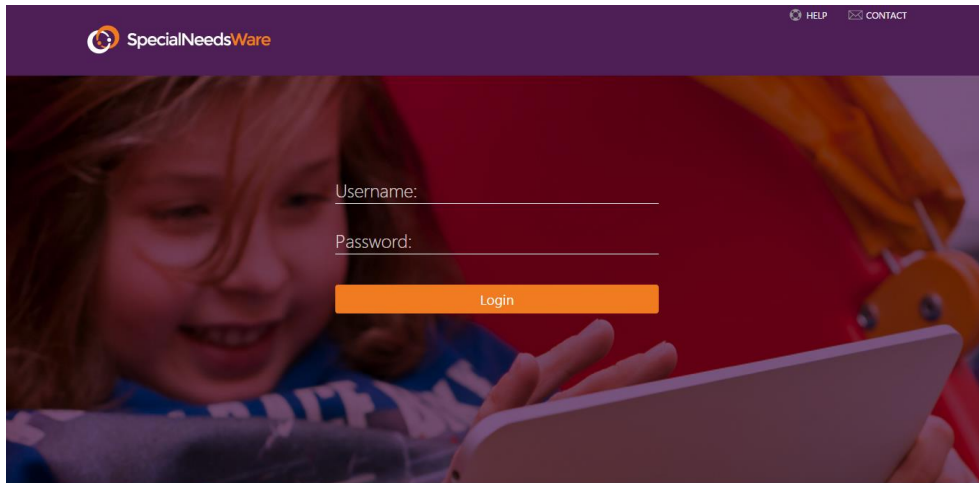 HELP
CONTACT
SpecialNeedsWare
Username:
Password:
Login